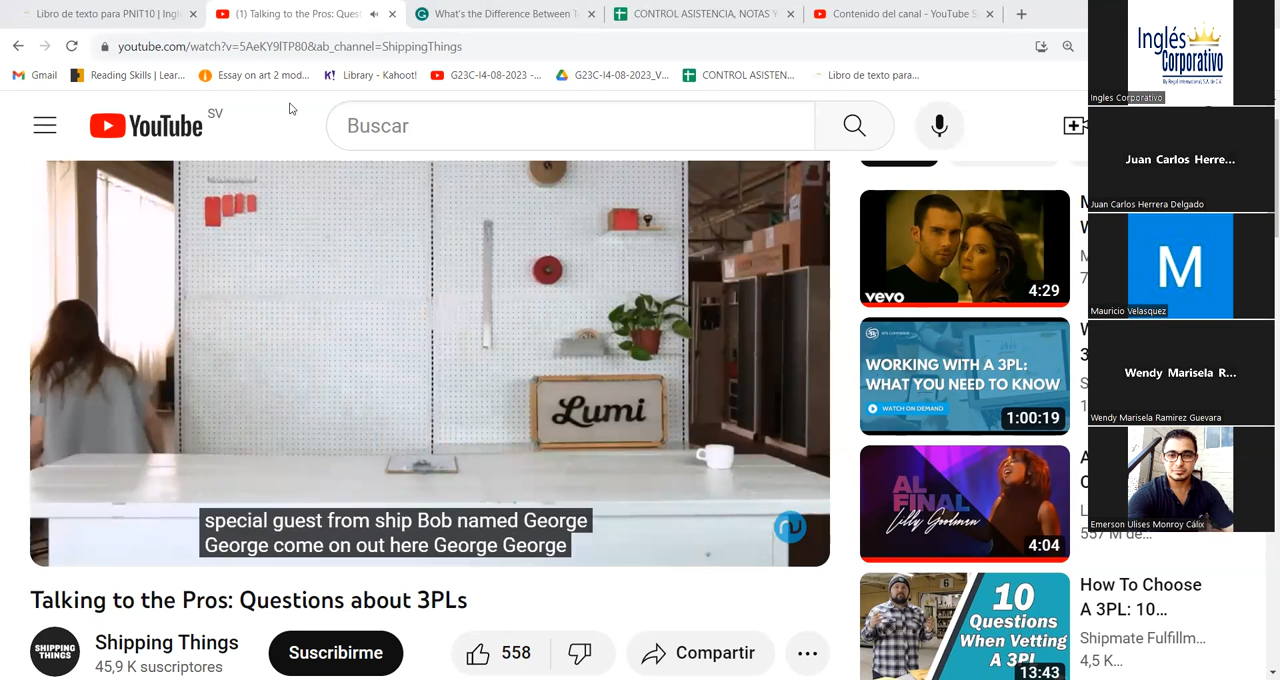 Libro de texto para PNIT10 | Ingl
(1) Talking to the Pros: Quest
What's the Difference Between T
CONTROL ASISTENCIA, NOTAS Y
Contenido del canal - YouTube S
youtube.com/watch?v=5AeKY9lTP80&ab_channel=ShippingThings
Gmail
Reading Skills | Lear...
Essay on art 2 mod...
Library - Kahoot!
G23C-I4-08-2023 -...
G23C-I4-08-2023_V...
CONTROL ASISTEN...
Libro de texto para...
YouTube
SV
Buscar
Lumi
special guest from ship Bob named George
George come on out here George George
Talking to the Pros: Questions about 3PLs
SHIPPING
THINGS
Shipping Things
45,9 K suscriptores
Suscribirme
558
Compartir
vevo
4:29
WORKING WITH A 3PL:
WHAT YOU NEED TO KNOW
WATCH ON DEMAND
1:00:19
AL
FINAL
Lilly Goodman
4:04
557 M de...
10
Questions
When Vetting
A 3PL
13:43
How To Choose
A 3PL: 10...
Shipmate Fulfillm...
4,5 K...
Inglés
Corporativo
Ingles Corporativo
Juan Carlos Herre...
Juan Carlos Herrera Delgado
M
Mauricio Velasquez
Wendy Marisela R...
Wendy Marisela Ramirez Guevara
Emerson Ulises Monroy Cálix